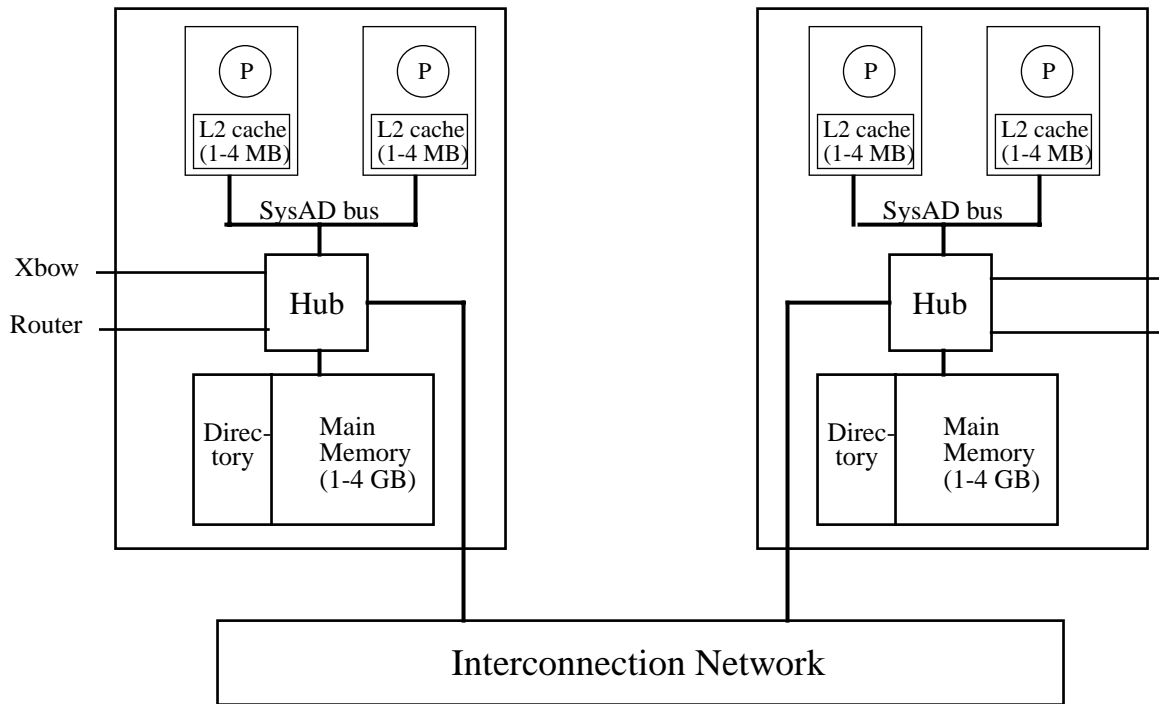 P
P
L2 cache
(1-4 MB)
L2 cache
(1-4 MB)
SysAD bus
Xbow
Router
Hub
Direc-
tory
Main
Memory
(1-4 GB)
P
P
L2 cache
(1-4 MB)
L2 cache
(1-4 MB)
SysAD bus
Hub
Direc-
tory
Main
Memory
(1-4 GB)
Interconnection Network